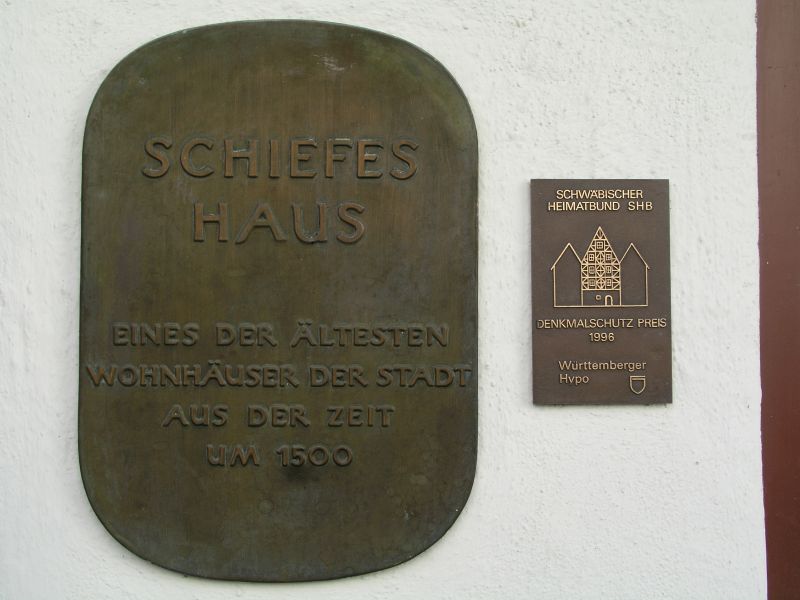 SCHIEFES
HAUS
EINES DER ÄLTESTEN
WOHNHÄUSER DER STADT
AUS DER ZEIT
UM 1500
SCHWÄBISCHER
HEIMATBUND SHB
DENKMALSCHUTZ PREIS
1996
Württemberger
Hypo